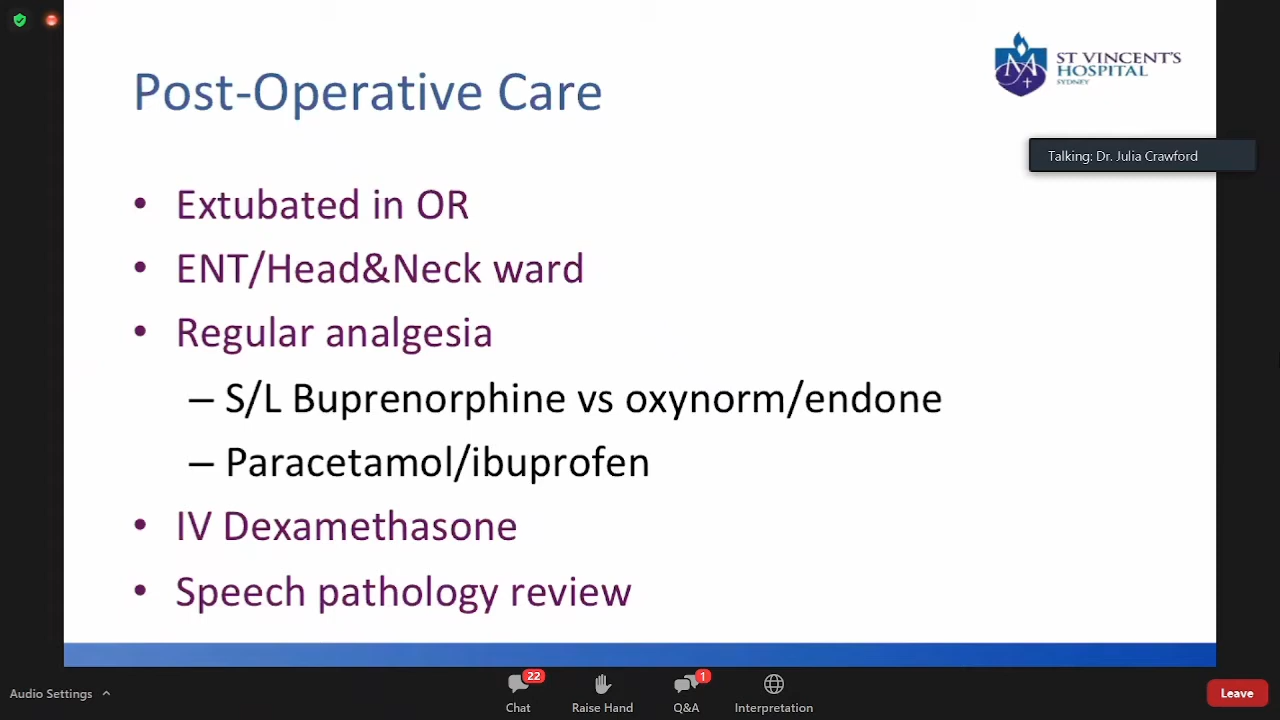 Post-Operative Care
ST VINCENT'S
HOSPITAL
SYDNEY
Talking: Dr. Julia Crawford
• Extubated in OR
• ENT/Head&Neck ward
• Regular analgesia
– S/L Buprenorphine vs oxynorm/endone
– Paracetamol/ibuprofen
• IV Dexamethasone
• Speech pathology review
Audio Settings
22
Chat
Raise Hand
1
Q&A
Interpretation
Leave